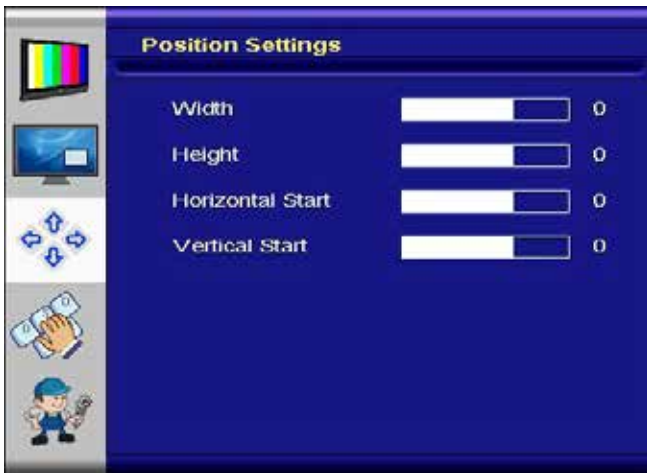 Position Settings
Width 0
Height 0
Horizontal Start 0
Vertical Start 0